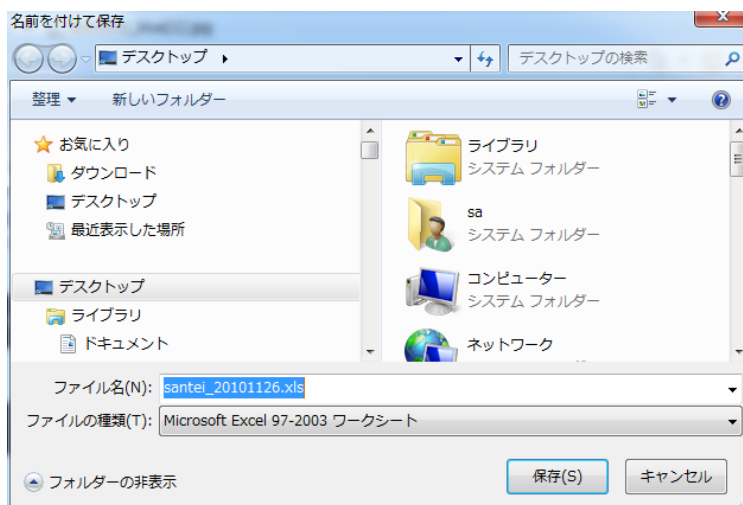 名前を付けて保存
デスクトップ
デスクトップの検索
整理
新しいフォルダー
お気に入り
ダウンロード
デスクトップ
最近表示した場所
デスクトップ
ライブラリ
ドキュメント
ライブラリ
システム フォルダー
sa
システム フォルダー
コンピューター
システム フォルダー
ネットワーク
ファイル名(N): santei_20101126.xls
ファイルの種類(T): Microsoft Excel 97-2003 ワークシート
フォルダーの非表示
保存(S)
キャンセル